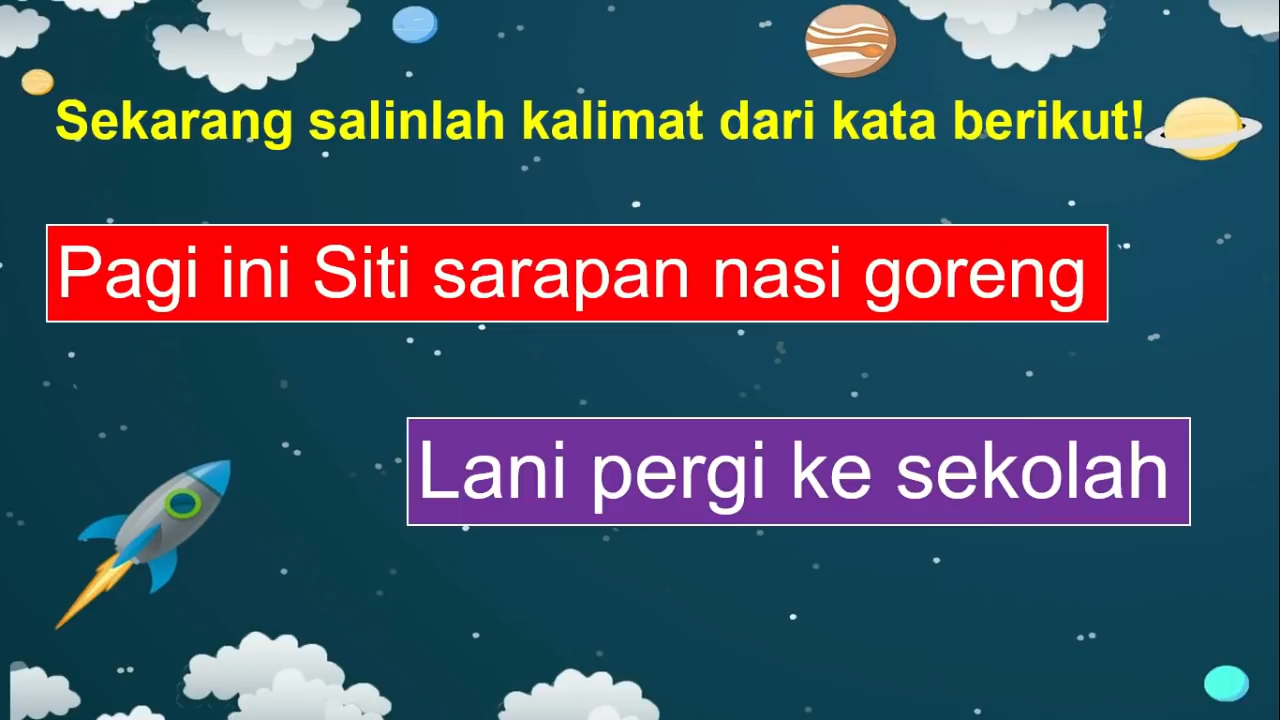 Sekarang salinlah kalimat dari kata berikut!
Pagi ini Siti sarapan nasi goreng
Lani pergi ke sekolah